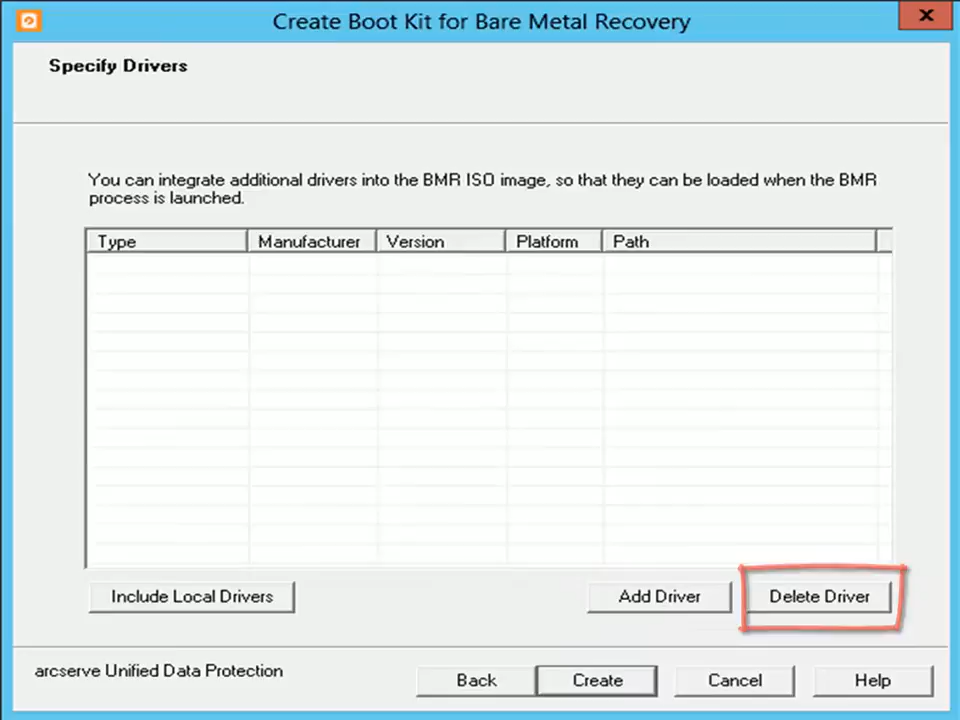 Create Boot Kit for Bare Metal Recovery
Specify Drivers
You can integrate additional drivers into the BMR ISO image, so that they can be loaded when the BMR
process is launched.
Type Manufacturer Version Platform Path
Include Local Drivers Add Driver Delete Driver
arcserve Unified Data Protection
Back Create Cancel Help